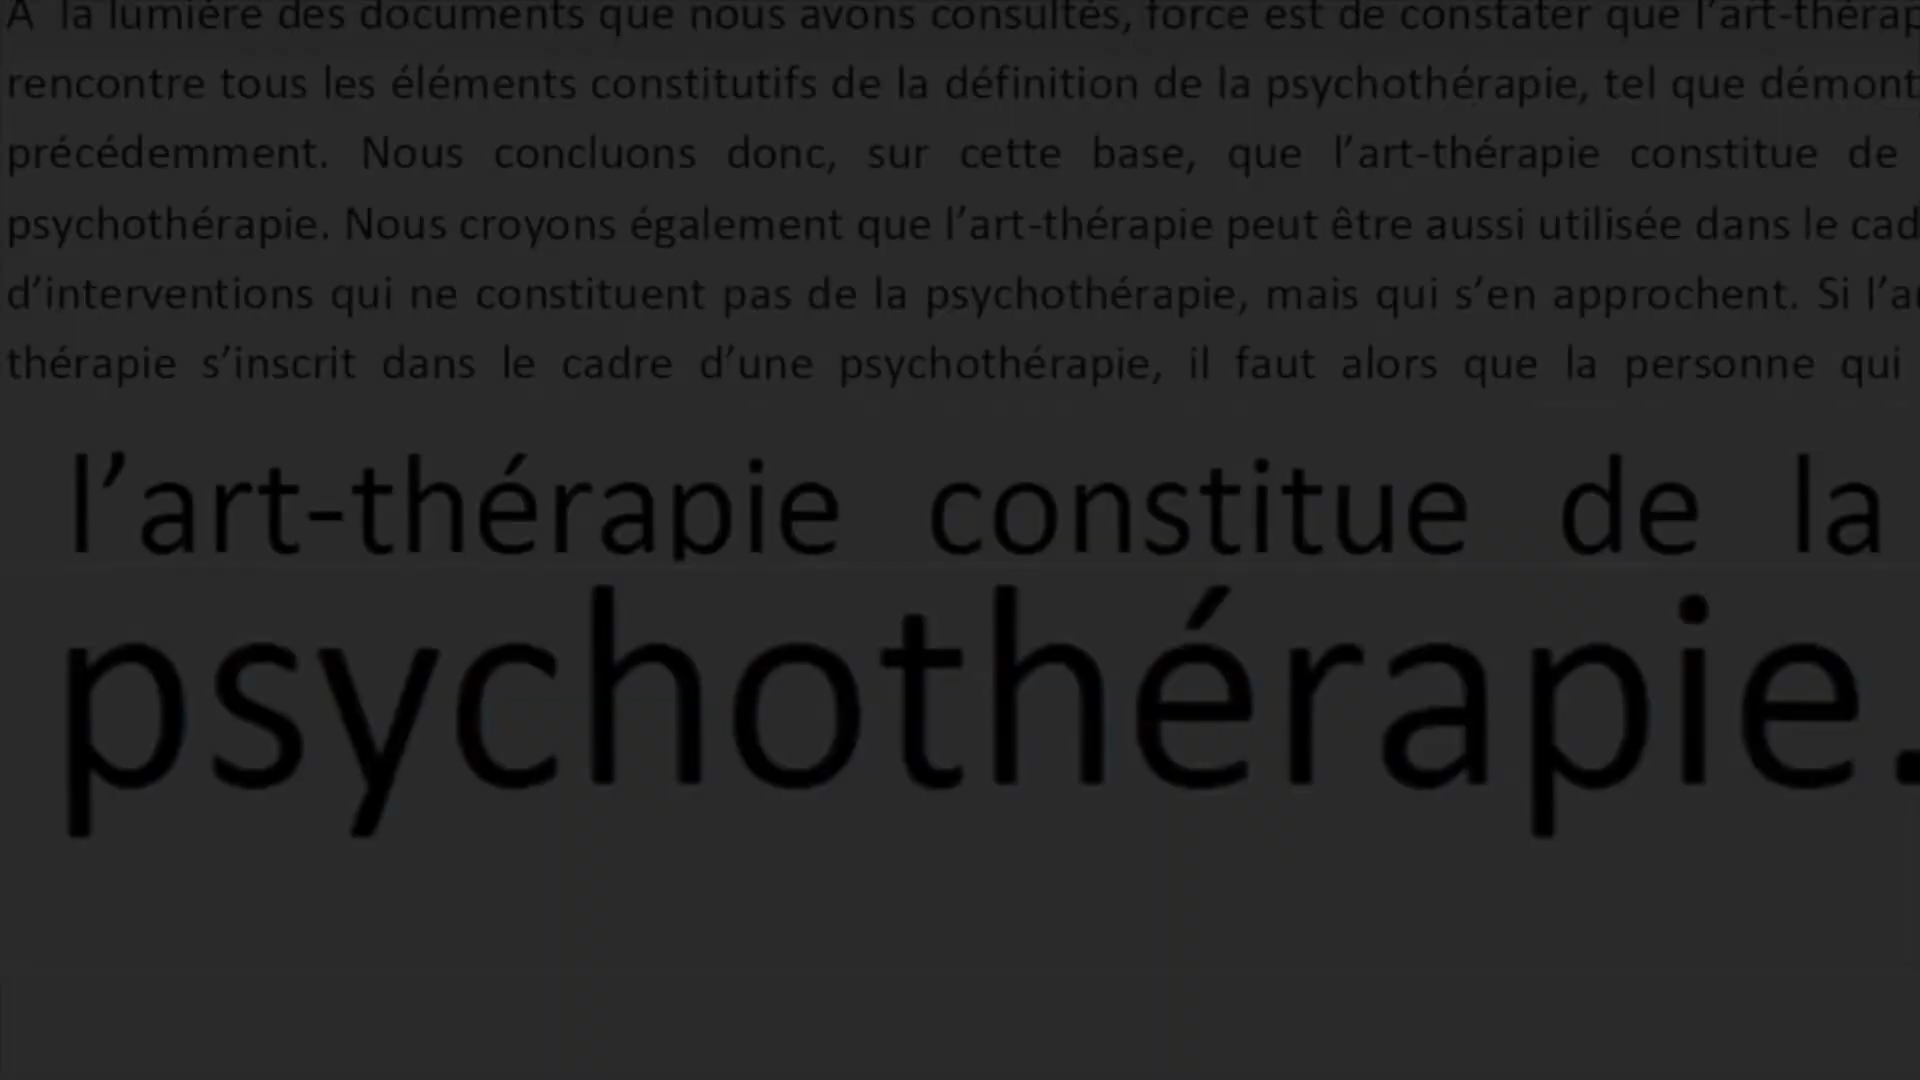 À la lumière des documents que nous avons consultés, force est de constater que l’art-thérap
rencontre tous les éléments constitutifs de la définition de la psychothérapie, tel que démont
précédemment. Nous concluons donc, sur cette base, que l’art-thérapie constitue de
psychothérapie. Nous croyons également que l’art-thérapie peut être aussi utilisée dans le cad
d’interventions qui ne constituent pas de la psychothérapie, mais qui s’en approchent. Si l’a
thérapie s’inscrit dans le cadre d’une psychothérapie, il faut alors que la personne qui
l’art-thérapie constitue de la
psychothérapie.